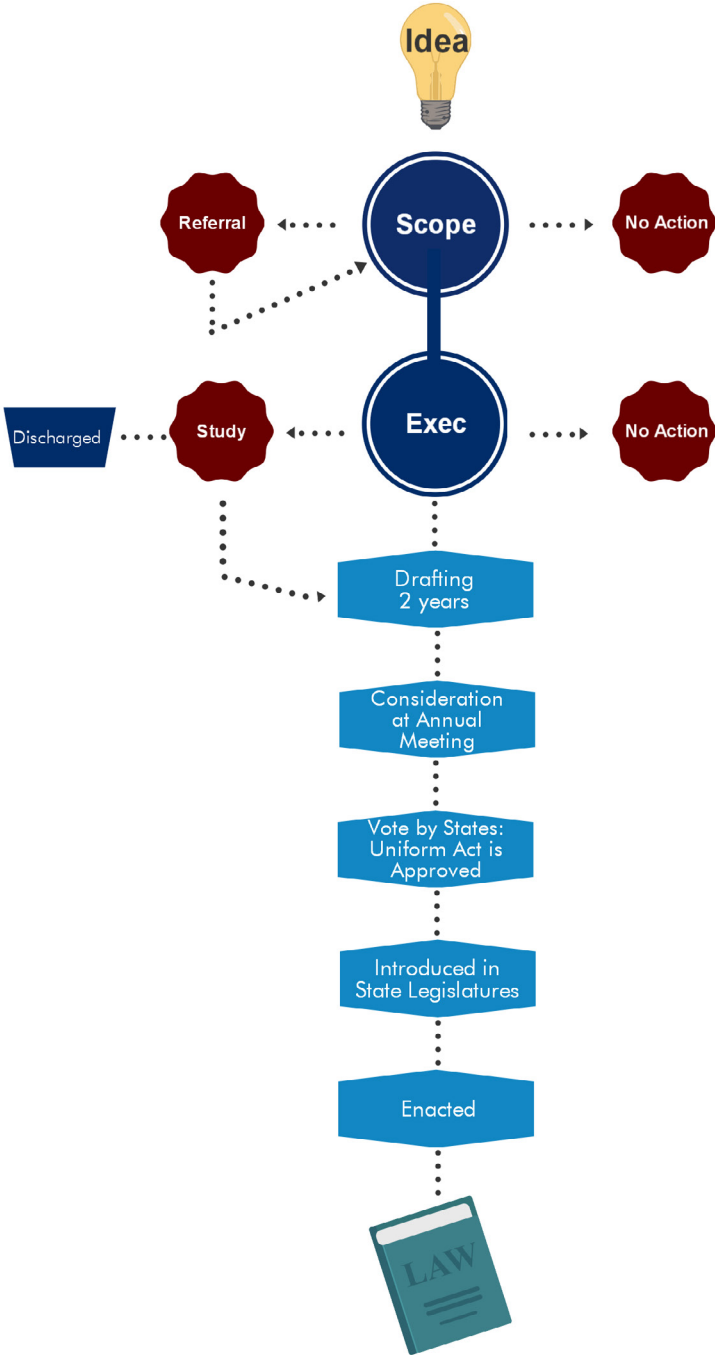 Idea
Referral
Scope
No Action
Discharged
Study
Exec
No Action
Drafting
2 years
Consideration
at Annual
Meeting
Vote by States:
Uniform Act is
Approved
Introduced in
State Legislatures
Enacted
LAW